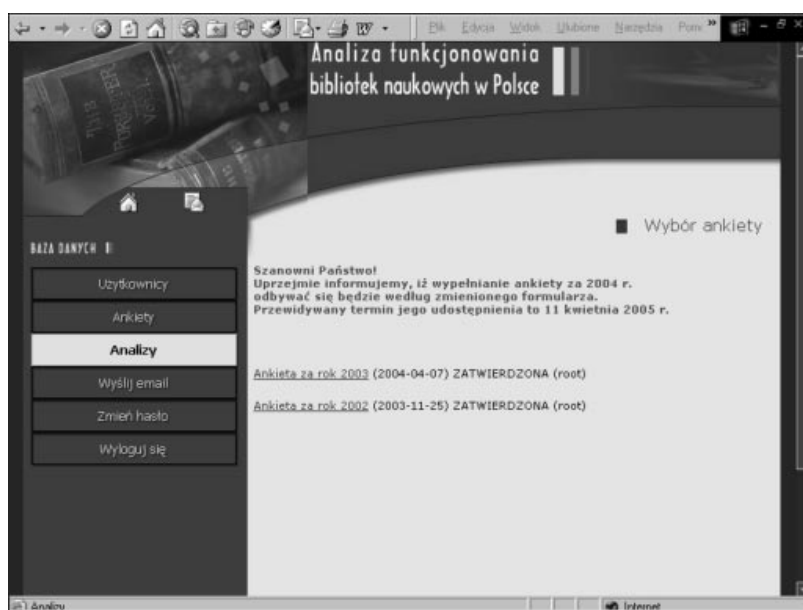 Plik Edycja Widok Ulubione Narzędzia Pom »
Analiza funkcjonowania
bibliotek naukowych w Polsce
Wybór ankiety
BAZA DANYCH
Użytkownicy
Ankiety
Analizy
Wyślij email
Zmień hasło
Wyloguj się
Szanowni Państwo!
Uprzejmie informujemy, iż wypełnianie ankiety za 2004 r.
odbywać się będzie według zmienionego formularza.
Przewidywany termin jego udostępnienia to 11 kwietnia 2005 r.
Ankieta za rok 2003 (2004-04-07) ZATWIERDZONA (root)
Ankieta za rok 2002 (2003-11-25) ZATWIERDZONA (root)
Analizy
Internet